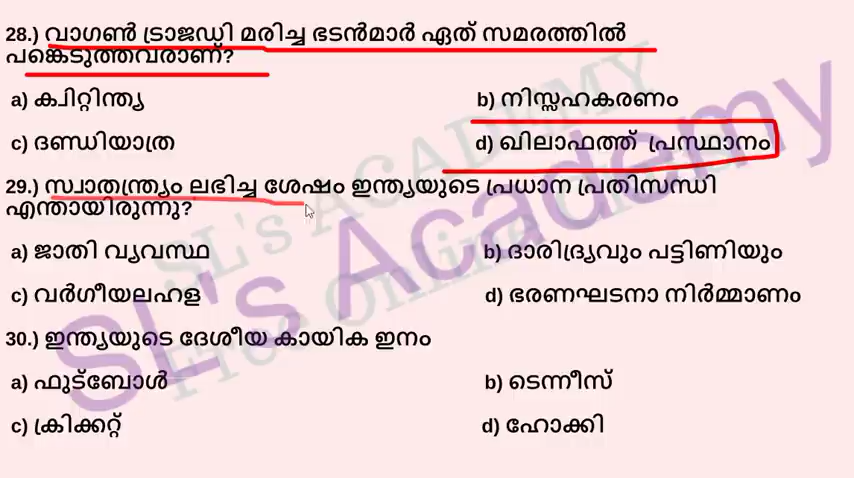 28.) വാഗൺ ട്രാജഡി മരിച്ച ഭടൻമാർ ഏത് സമരത്തിൽ
പങ്കെടുത്തവരാണ്?
a) ക്വിറ്റിന്ത്യ b) നിസ്സഹകരണം
c) ദണ്ഡിയാത്ര d) ഖിലാഫത്ത് പ്രസ്ഥാനം
29.) സ്വാതന്ത്ര്യം ലഭിച്ച ശേഷം ഇന്ത്യയുടെ പ്രധാന പ്രതിസന്ധി
എന്തായിരുന്നു?
a) ജാതി വ്യവസ്ഥ b) ദാരിദ്ര്യവും പട്ടിണിയും
c) വർഗീയലഹള d) ഭരണഘടനാ നിർമ്മാണം
30.) ഇന്ത്യയുടെ ദേശീയ കായിക ഇനം
a) ഫുട്ബോൾ b) ടെന്നീസ്
c) ക്രിക്കറ്റ് d) ഹോക്കി
SL's Academy
SL's ACADEMY
Free Online